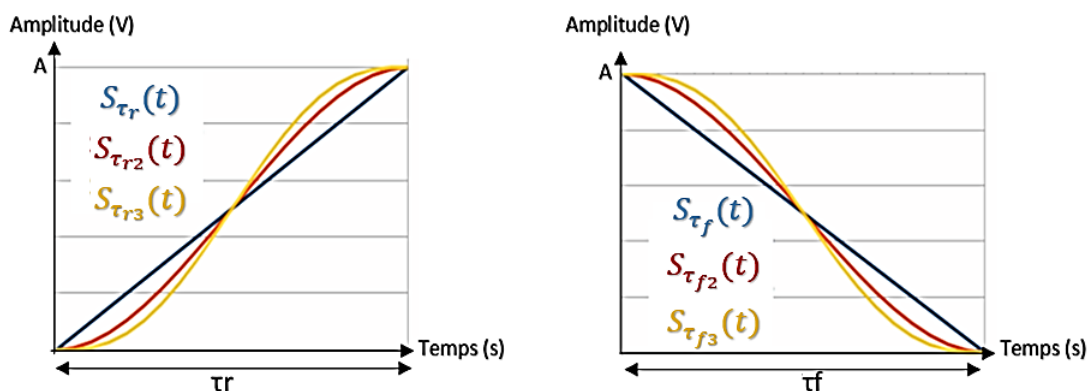 Amplitude (V)
A
S_{τ_r}(t)
S_{τ_{r2}}(t)
S_{τ_{r3}}(t)
Temps (s)
τr
Amplitude (V)
A
S_{τ_f}(t)
S_{τ_{f2}}(t)
S_{τ_{f3}}(t)
Temps (s)
τf